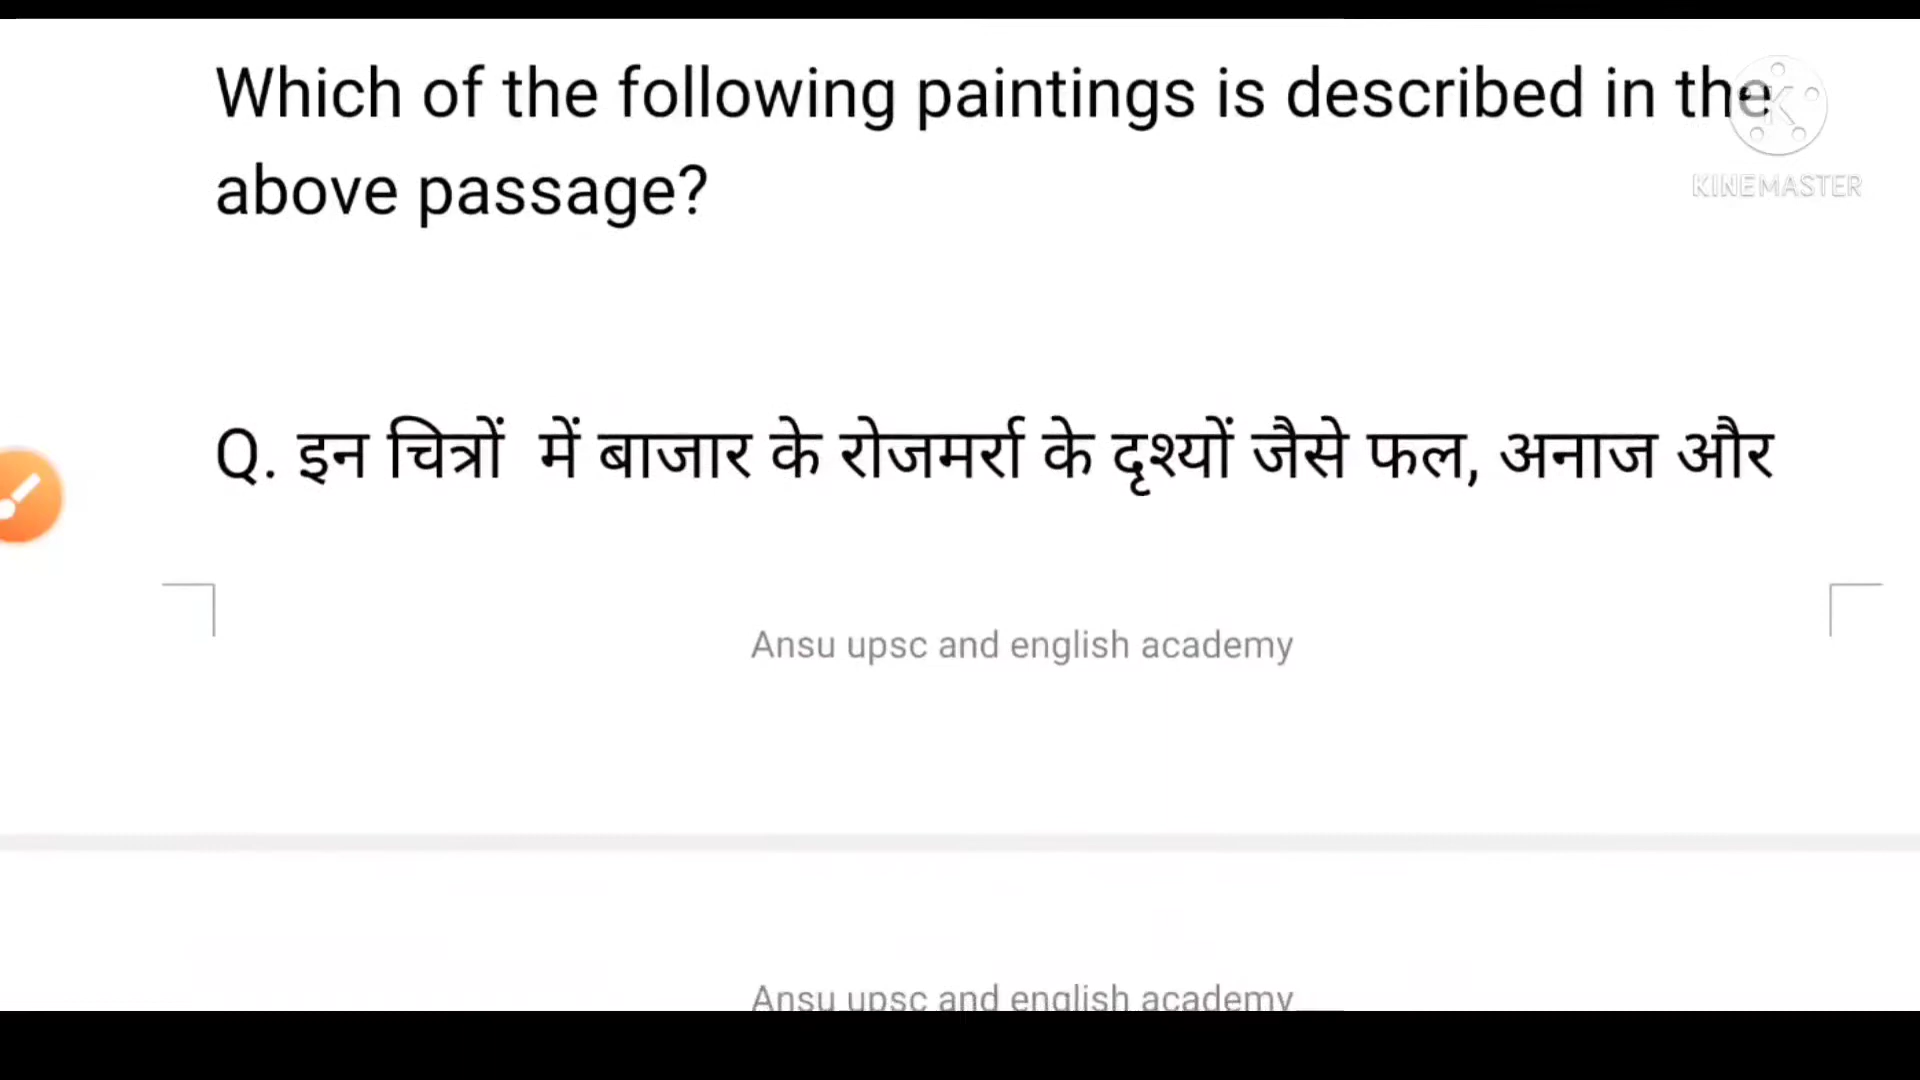 Which of the following paintings is described in the
above passage?
KINEMASTER
Q. इन चित्रों में बाजार के रोजमर्रा के दृश्यों जैसे फल, अनाज और
Ansu upsc and english academy
Ansu upsc and english academy